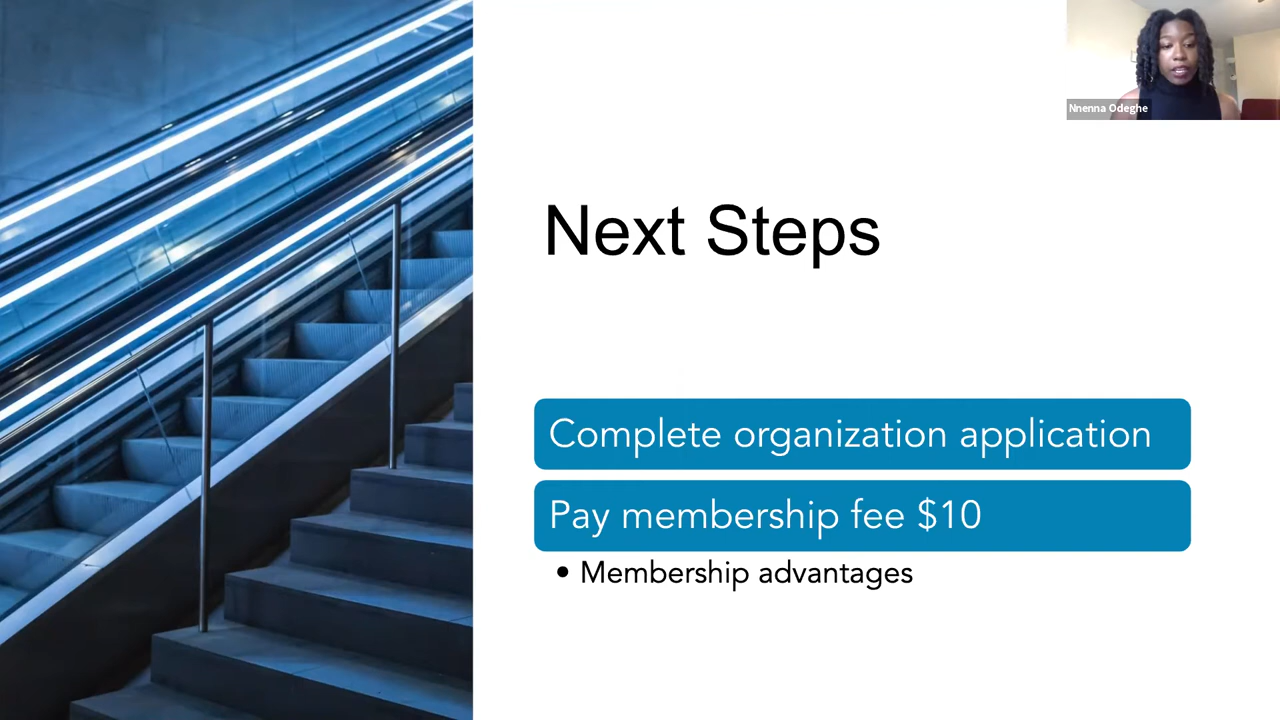 Nnenna Odeghe
Next Steps
Complete organization application
Pay membership fee $10
• Membership advantages